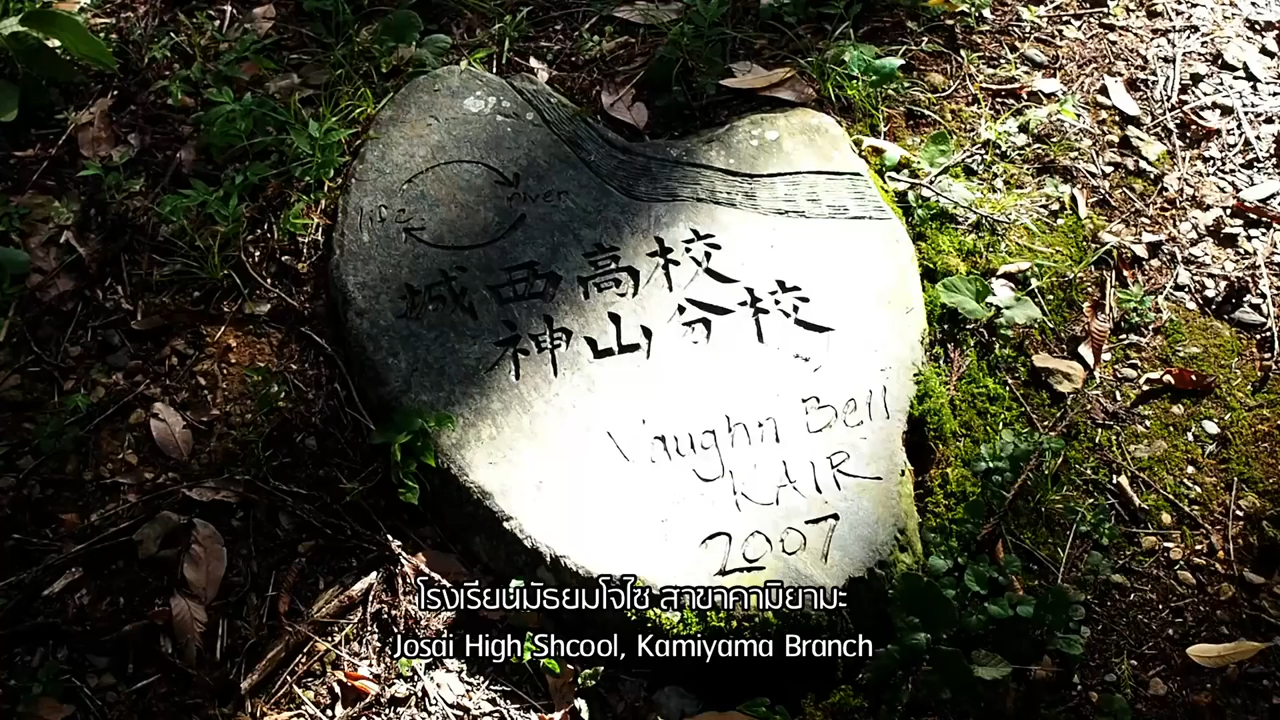 river
life
城西高校
神山分校
Vaughn Bell
KAIR
2007
โรงเรียนมัธยมโจไซ สาขาคามิยามะ
Josai High Shcool, Kamiyama Branch